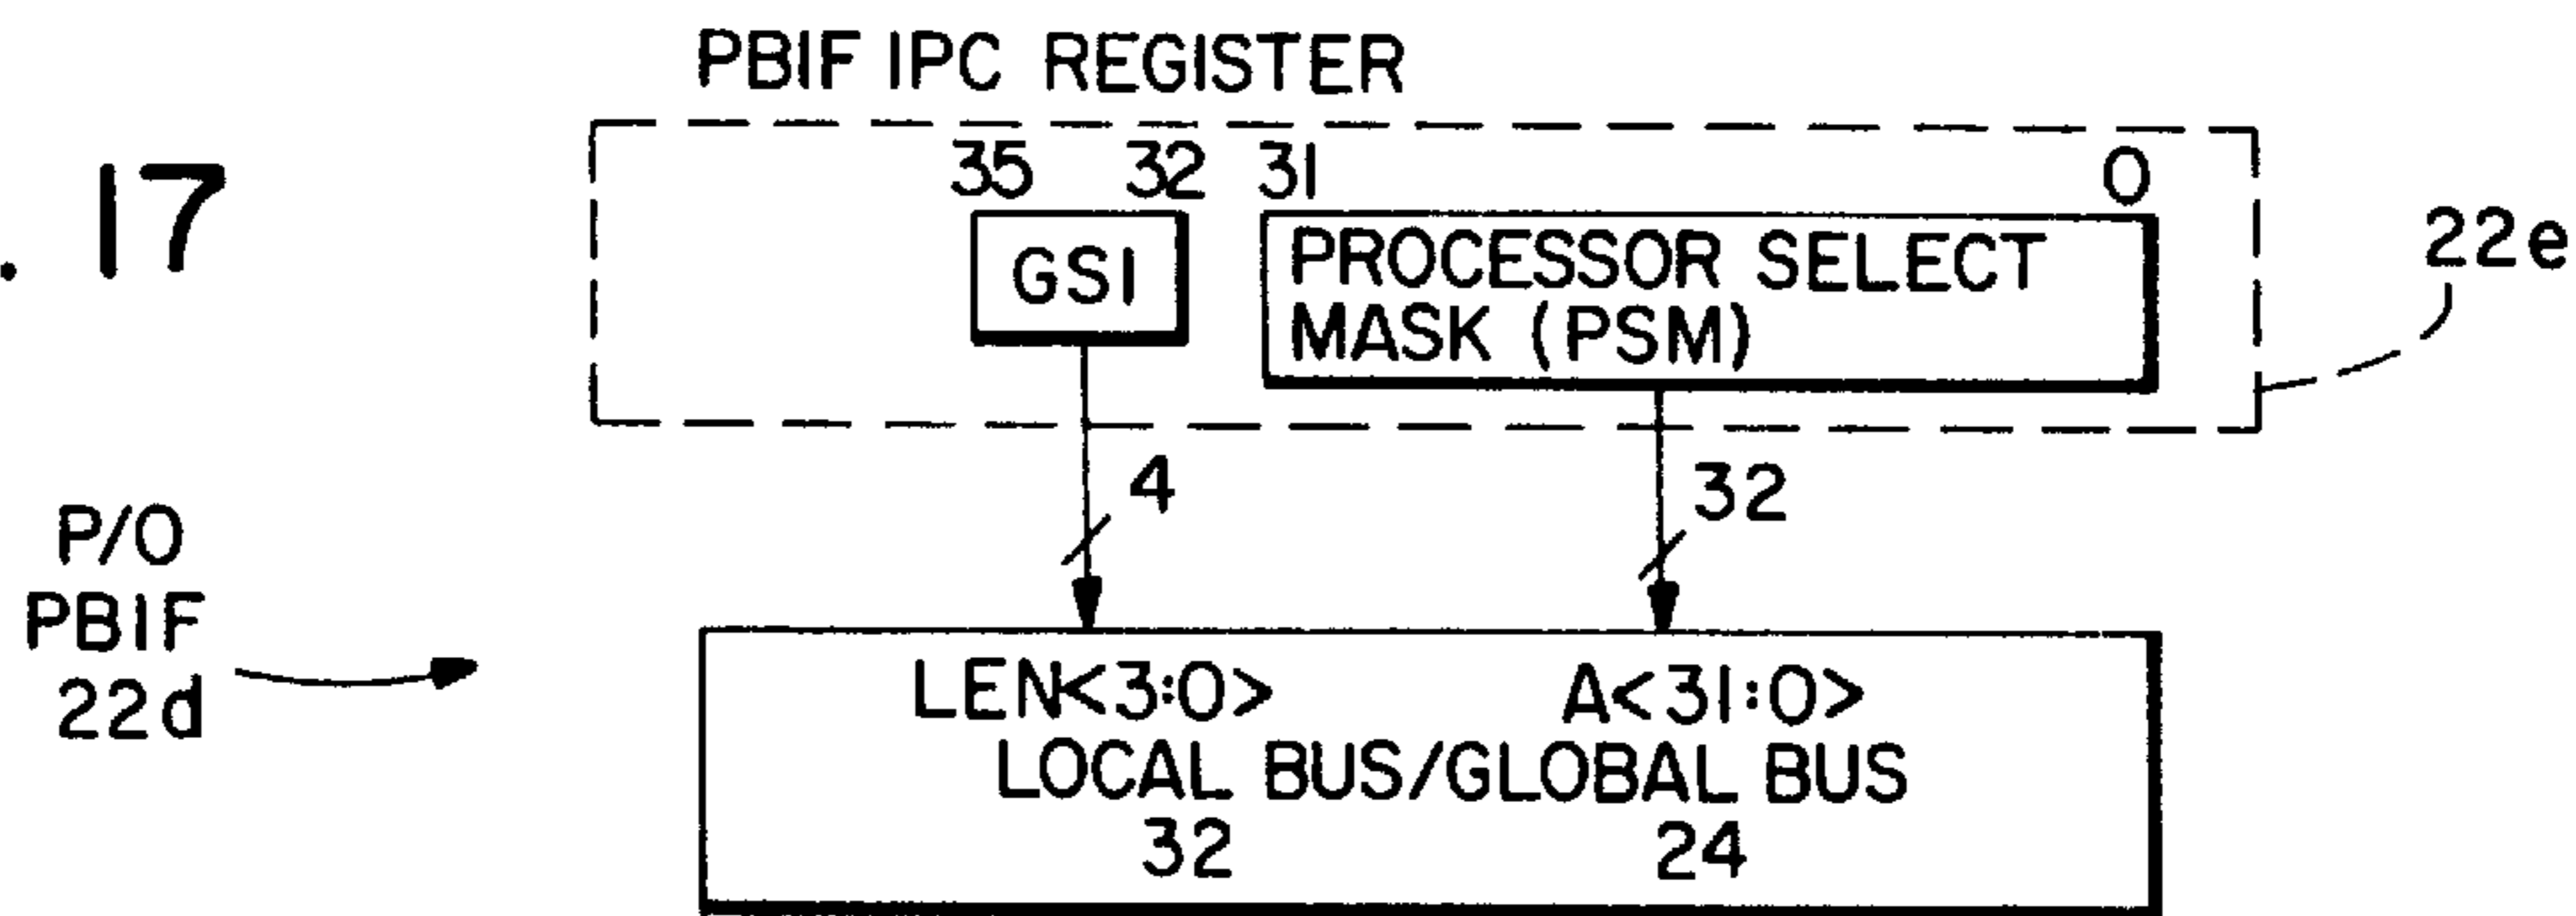 PBIF IPC REGISTER
. 17
35 32 31 0
GSI
PROCESSOR SELECT
MASK (PSM)
22e
4
32
P/O
PBIF
22d
LEN<3:0> A<31:0>
LOCAL BUS/GLOBAL BUS
32 24